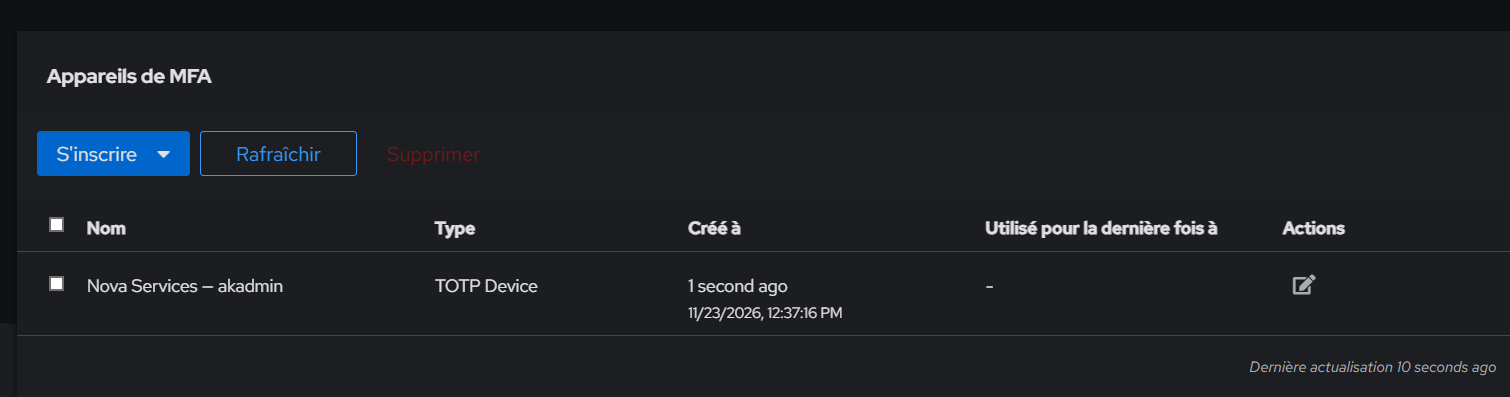 Appareils de MFA
S'inscrire Rafraîchir Supprimer
Nom Type Créé à Utilisé pour la dernière fois à Actions
Nova Services — akadmin TOTP Device 1 second ago -
11/23/2026, 12:37:16 PM
Dernière actualisation 10 seconds ago